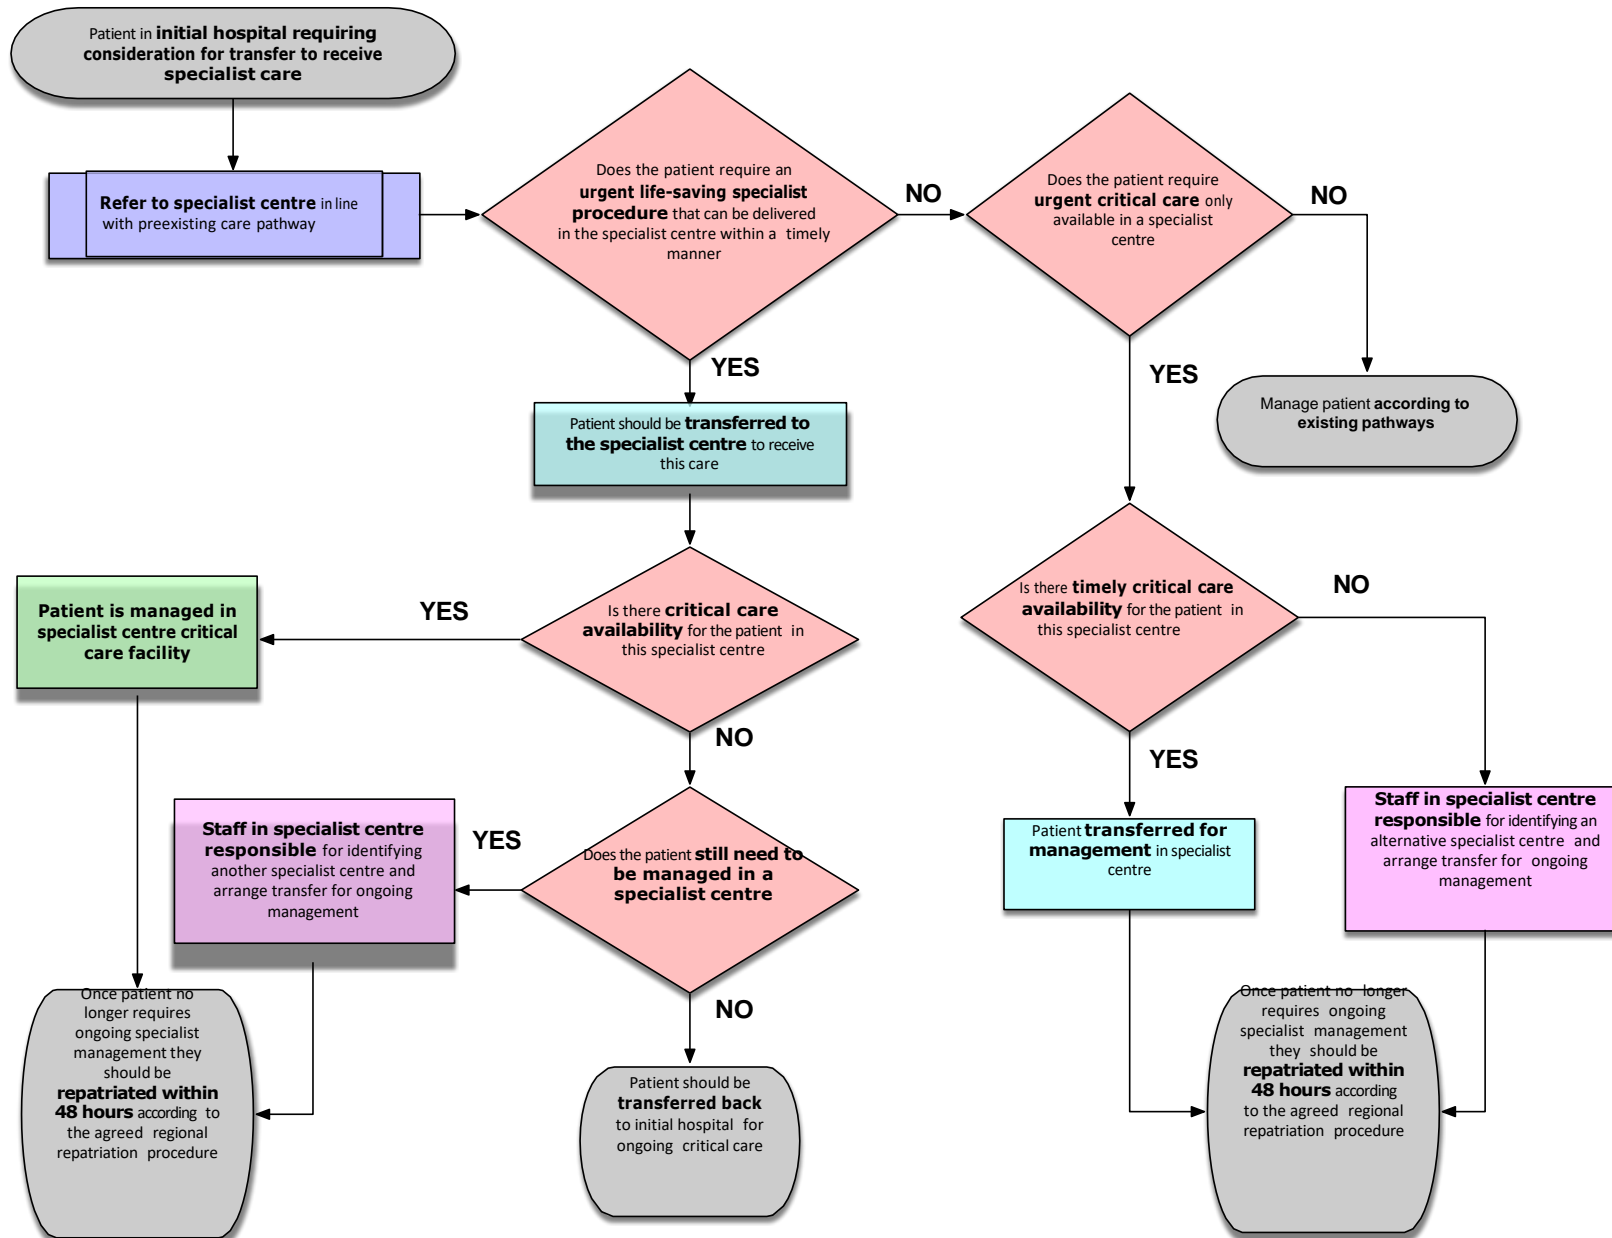 Patient in initial hospital requiring
consideration for transfer to receive
specialist care
Refer to specialist centre in line
with preexisting care pathway
Does the patient require an
urgent life-saving specialist
procedure that can be delivered
in the specialist centre within a timely
manner
NO
Does the patient require
urgent critical care only
available in a specialist
centre
NO
YES
YES
Manage patient according to
existing pathways
Patient should be transferred to
the specialist centre to receive
this care
Patient is managed in
specialist centre critical
care facility
YES
Is there critical care
availability for the patient in
this specialist centre
Is there timely critical care
availability for the patient in
this specialist centre
NO
NO
YES
Staff in specialist centre
responsible for identifying
another specialist centre and
arrange transfer for ongoing
management
YES
Does the patient still need to
be managed in a
specialist centre
Patient transferred for
management in specialist
centre
Staff in specialist centre
responsible for identifying an
alternative specialist centre and
arrange transfer for ongoing
management
NO
Once patient no
longer requires
ongoing specialist
management they
should be
repatriated within
48 hours according to
the agreed regional
repatriation procedure
Patient should be
transferred back
to initial hospital for
ongoing critical care
Once patient no longer
requires ongoing
specialist management
they should be
repatriated within
48 hours according
to the agreed regional
repatriation procedure